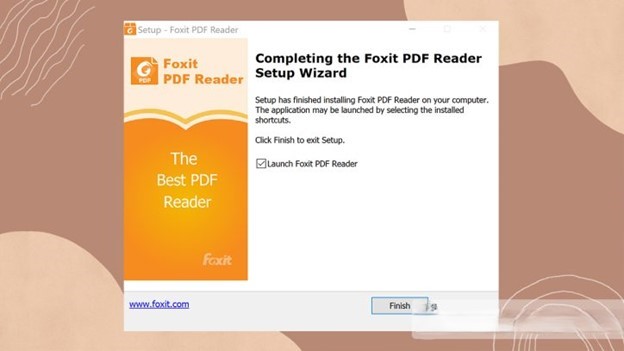 Setup - Foxit PDF Reader
Foxit
PDF Reader
Completing the Foxit PDF Reader
Setup Wizard
Setup has finished installing Foxit PDF Reader on your computer.
The application may be launched by selecting the installed
shortcuts.
Click Finish to exit Setup.
Launch Foxit PDF Reader
The
Best PDF
Reader
Foxit
www.foxit.com
Finish